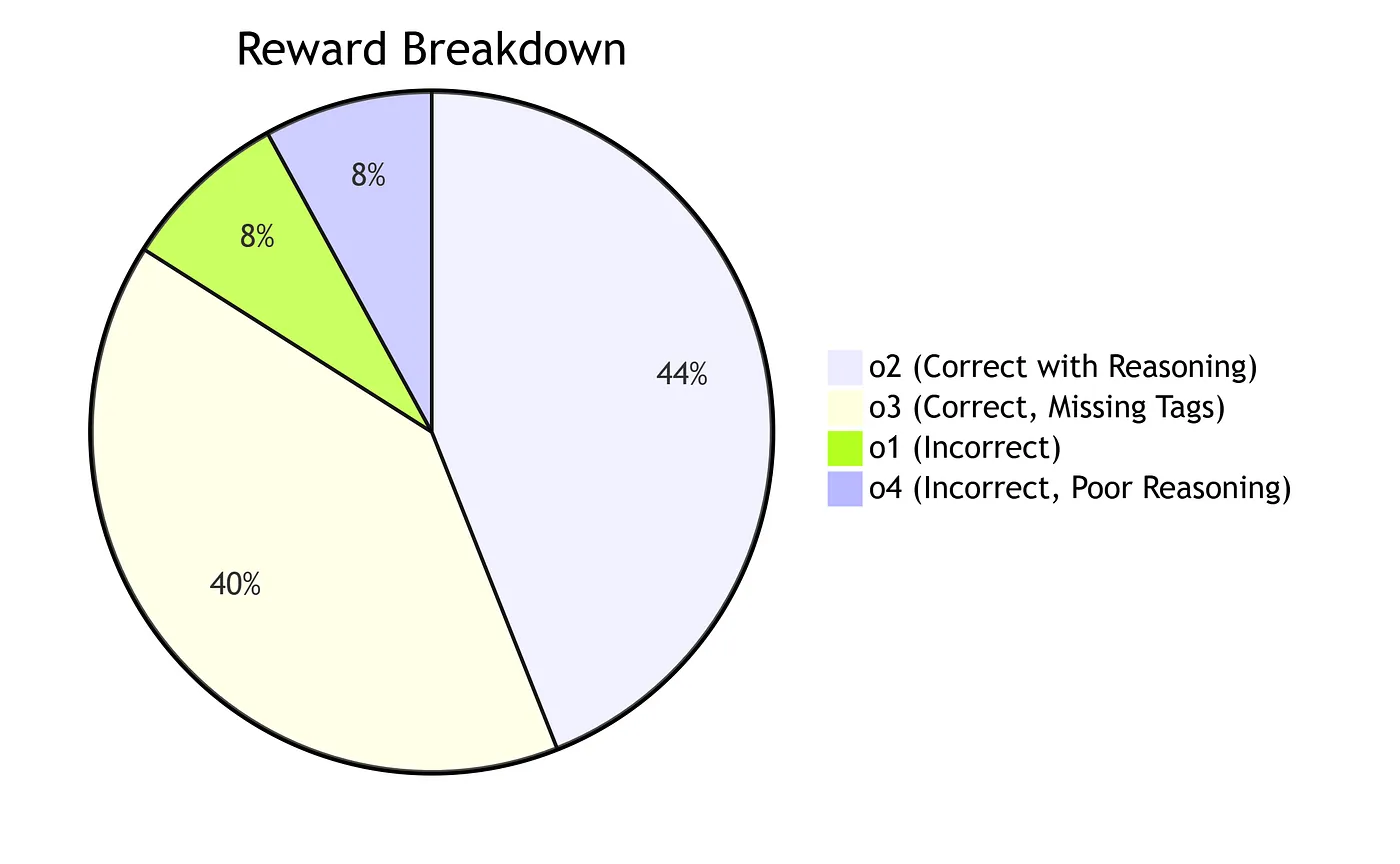 Reward Breakdown
8%
8%
44%
40%
o2 (Correct with Reasoning)
o3 (Correct, Missing Tags)
o1 (Incorrect)
o4 (Incorrect, Poor Reasoning)